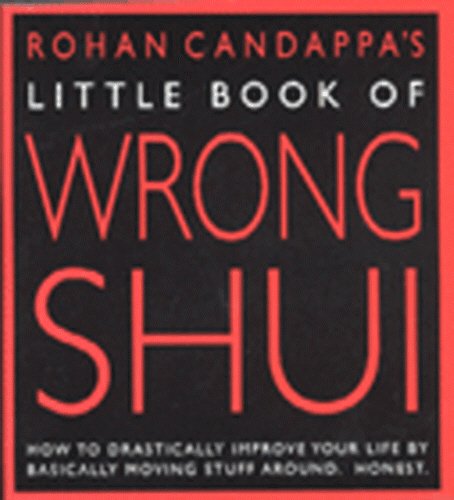 ROHAN CANDAPPA'S
LITTLE BOOK OF
WRONG
SHUI
HOW TO DRASTICALLY IMPROVE YOUR LIFE BY
BASICALLY MOVING STUFF AROUND. HONEST.